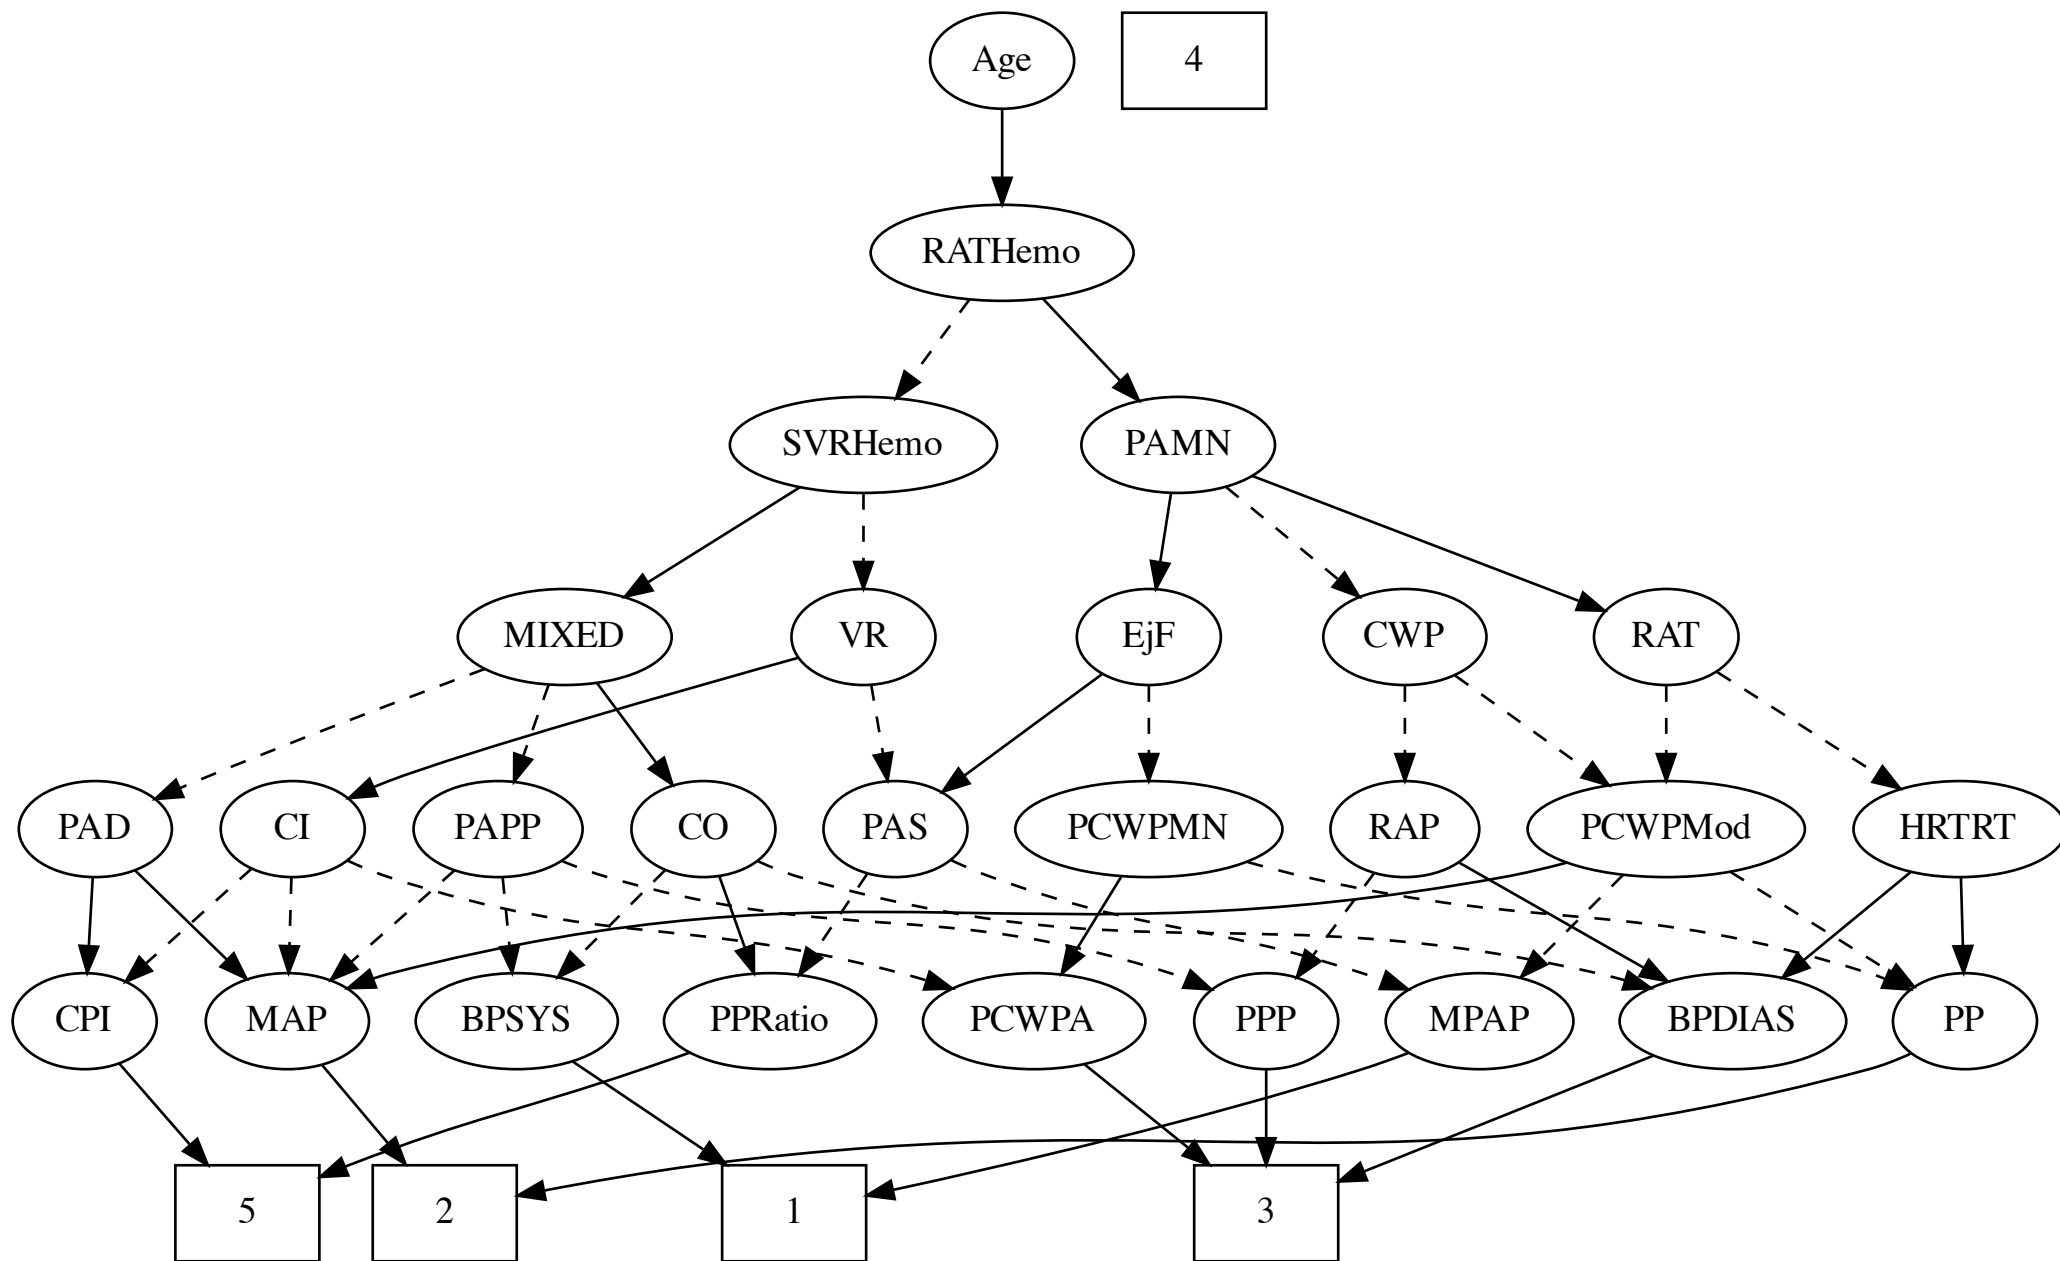 Age
4
RATHemo
SVRHemo
PAMN
MIXED
VR
EjF
CWP
RAT
PAD
CI
PAPP
CO
PAS
PCWPMN
RAP
PCWPMod
HRTRT
CPI
MAP
BPSYS
PPRatio
PCWPA
PPP
MPAP
BPDIAS
PP
5
2
1
3